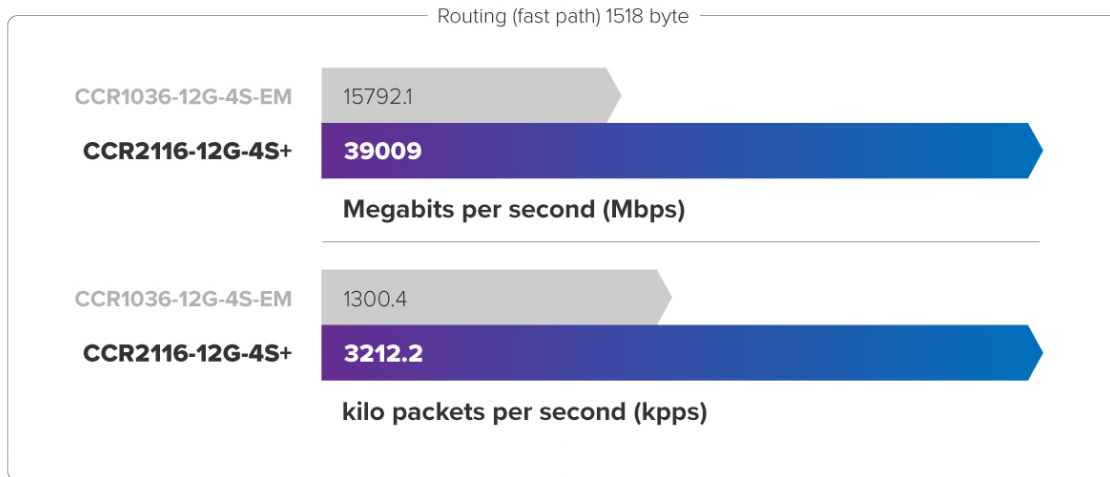 Routing (fast path) 1518 byte
CCR1036-12G-4S-EM 15792.1
CCR2116-12G-4S+ 39009
Megabits per second (Mbps)
CCR1036-12G-4S-EM 1300.4
CCR2116-12G-4S+ 3212.2
kilo packets per second (kpps)